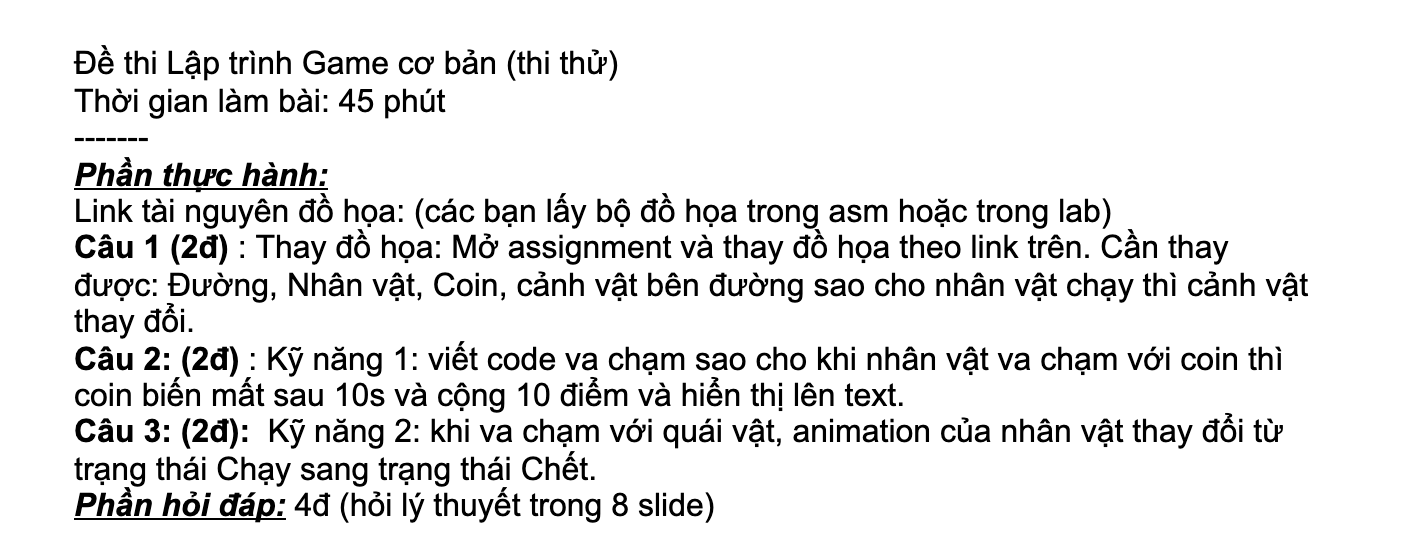 Đề thi Lập trình Game cơ bản (thi thử)
Thời gian làm bài: 45 phút
-------
Phần thực hành:
Link tài nguyên đồ họa: (các bạn lấy bộ đồ họa trong asm hoặc trong lab)
Câu 1 (2đ) : Thay đồ họa: Mở assignment và thay đồ họa theo link trên. Cần thay
được: Đường, Nhân vật, Coin, cảnh vật bên đường sao cho nhân vật chạy thì cảnh vật
thay đổi.
Câu 2: (2đ) : Kỹ năng 1: viết code va chạm sao cho khi nhân vật va chạm với coin thì
coin biến mất sau 10s và cộng 10 điểm và hiển thị lên text.
Câu 3: (2đ): Kỹ năng 2: khi va chạm với quái vật, animation của nhân vật thay đổi từ
trạng thái Chạy sang trạng thái Chết.
Phần hỏi đáp: 4đ (hỏi lý thuyết trong 8 slide)